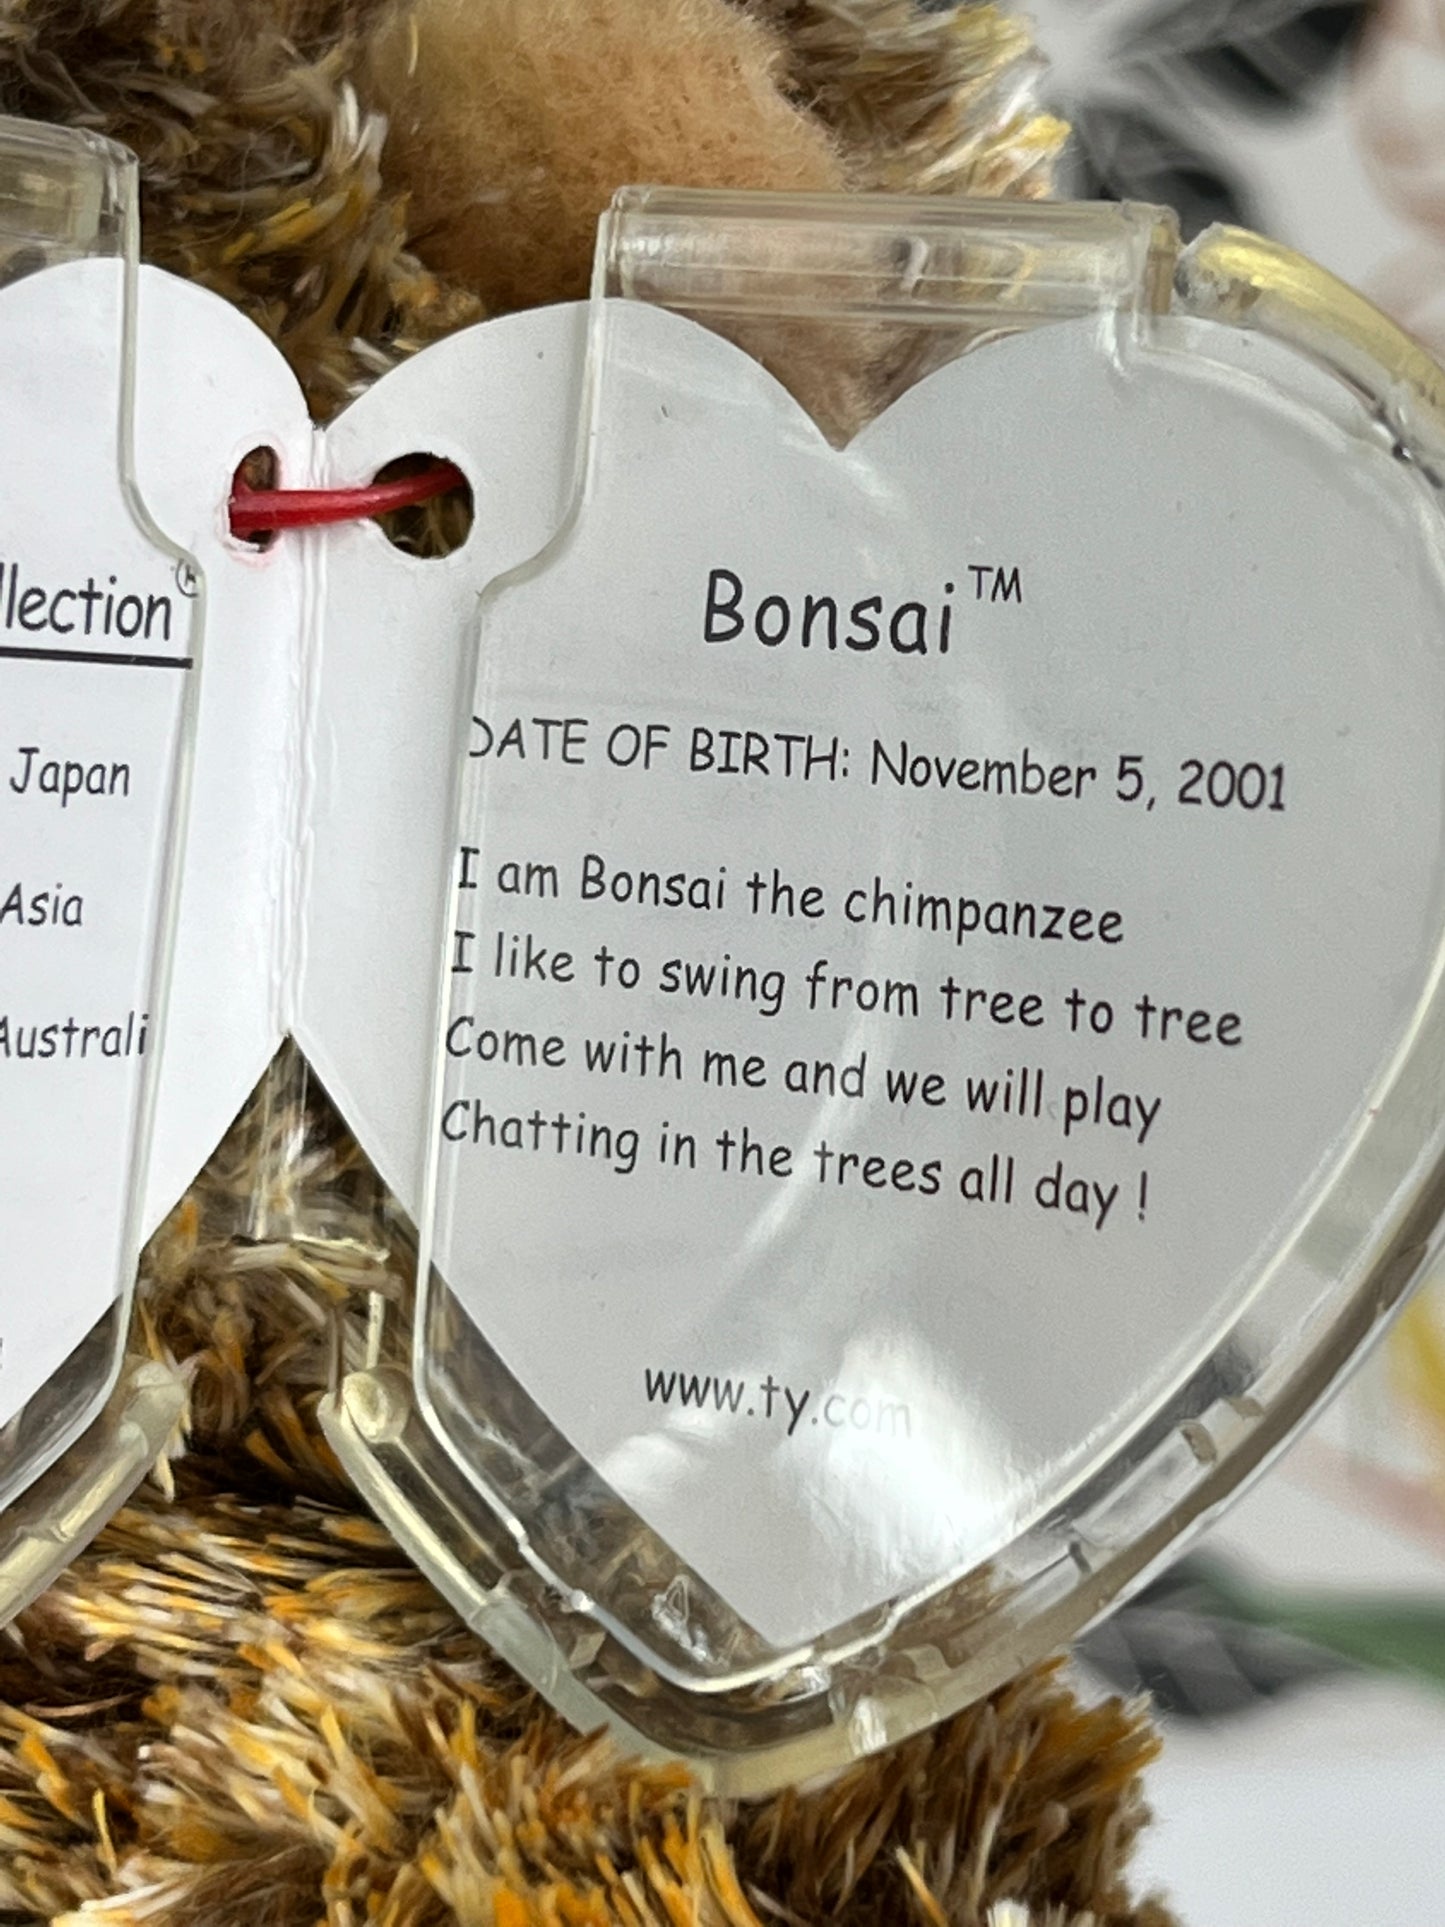 llection®
Japan
Asia
Australi
Bonsai™
DATE OF BIRTH: November 5, 2001
I am Bonsai the chimpanzee
I like to swing from tree to tree
Come with me and we will play
Chatting in the trees all day !
www.ty.com